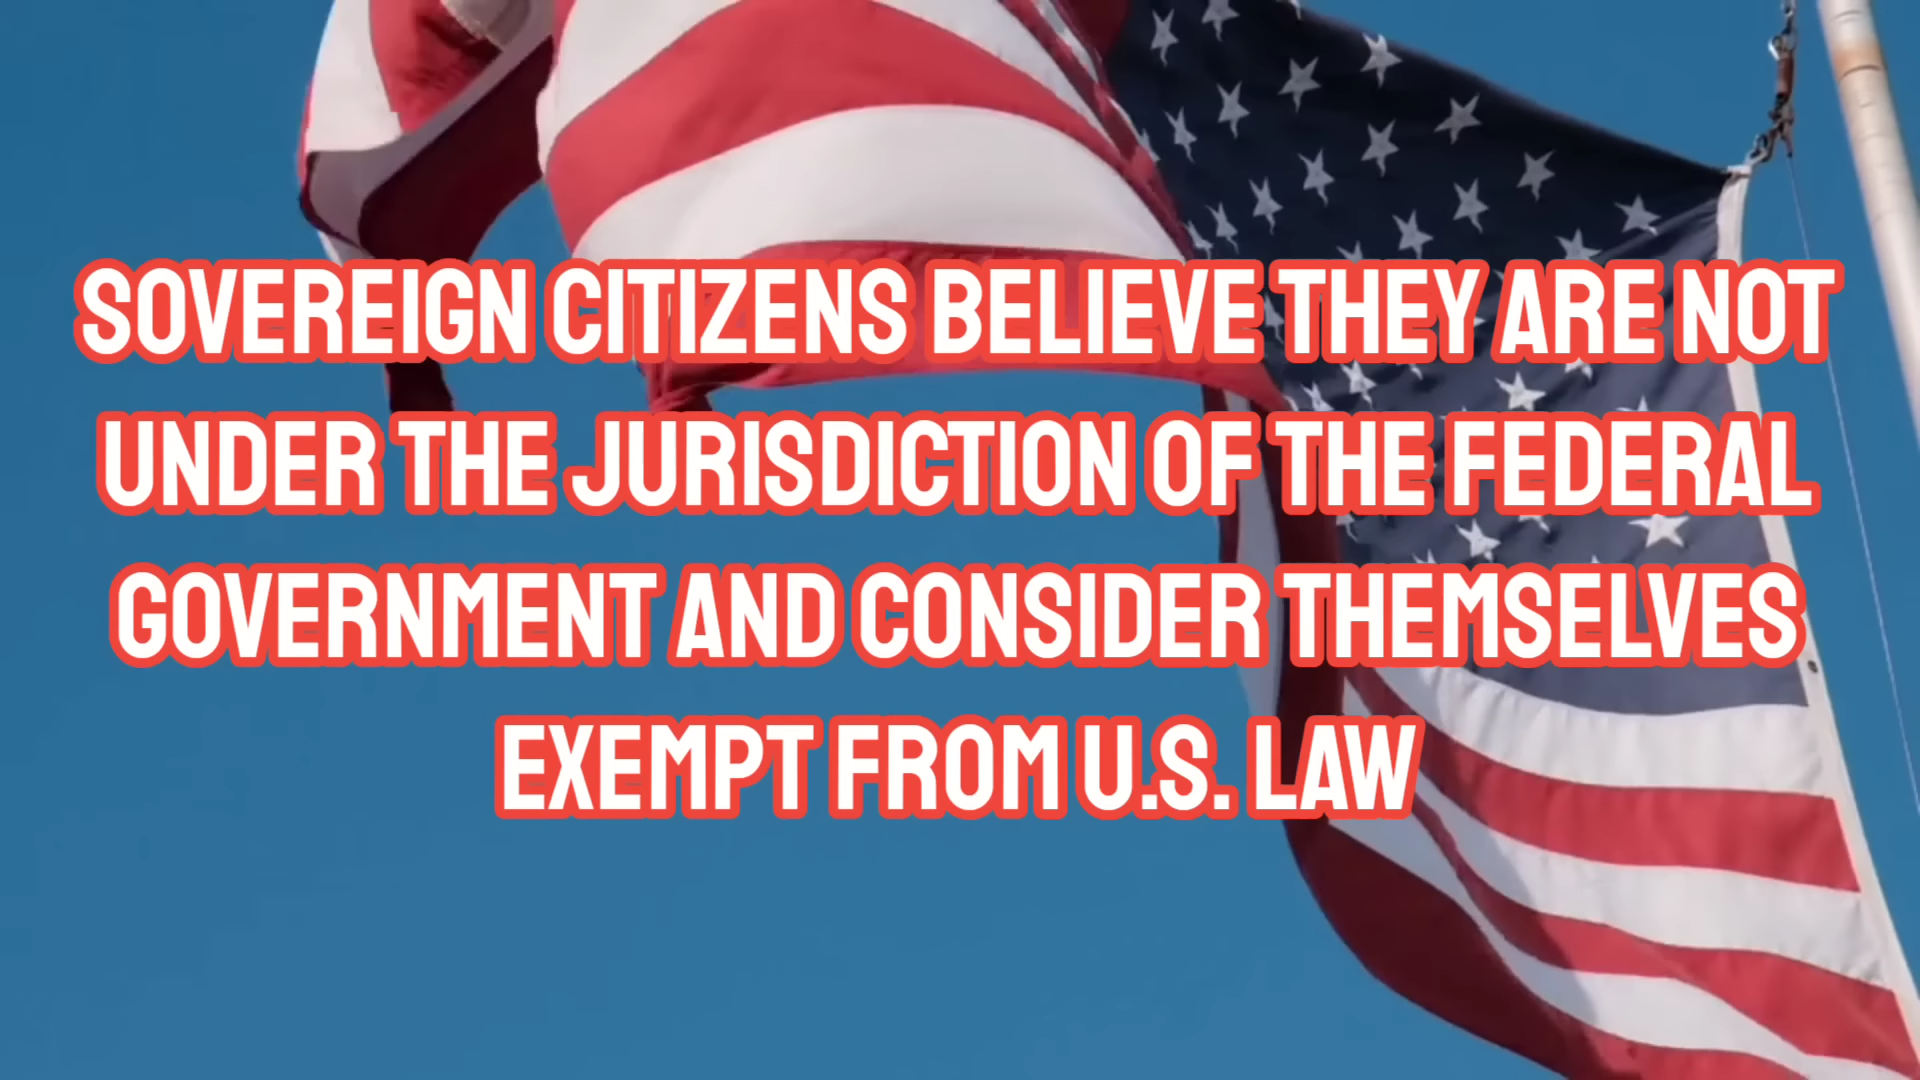 SOVEREIGN CITIZENS BELIEVE THEY ARE NOT
UNDER THE JURISDICTION OF THE FEDERAL
GOVERNMENT AND CONSIDER THEMSELVES
EXEMPT FROM U.S. LAW